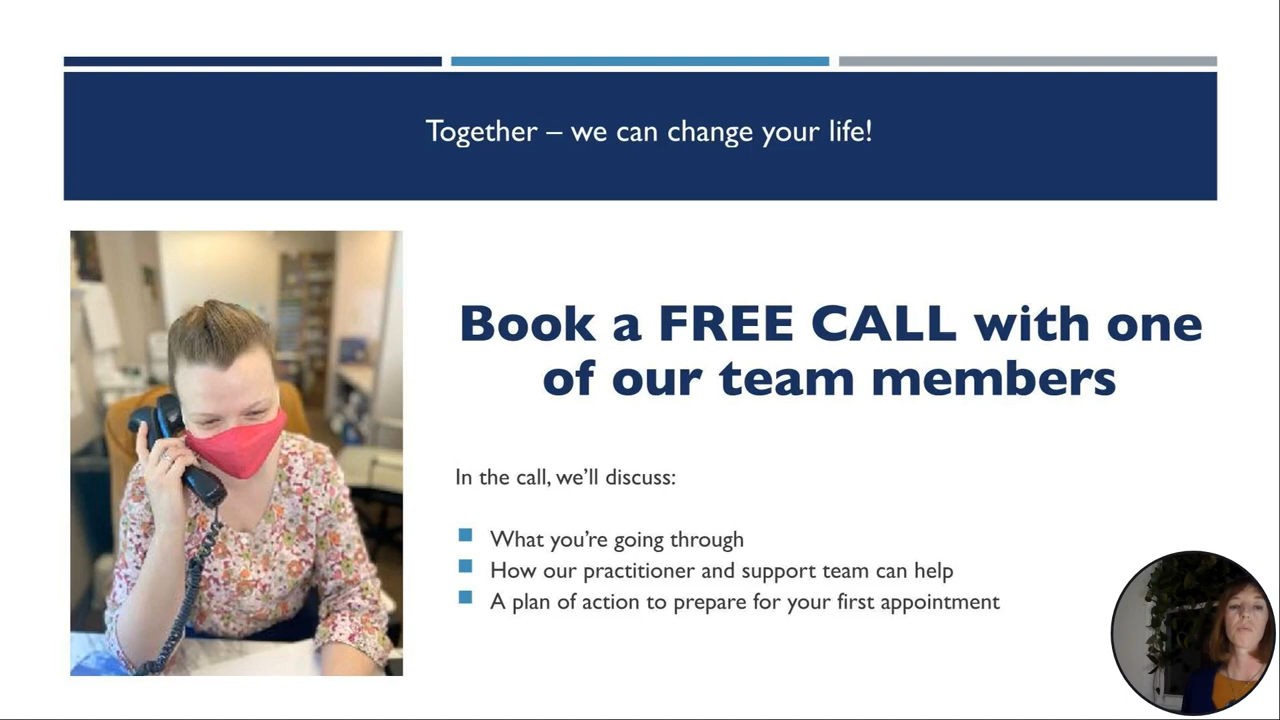 Together – we can change your life!
Book a FREE CALL with one
of our team members
In the call, we’ll discuss:
What you’re going through
How our practitioner and support team can help
A plan of action to prepare for your first appointment